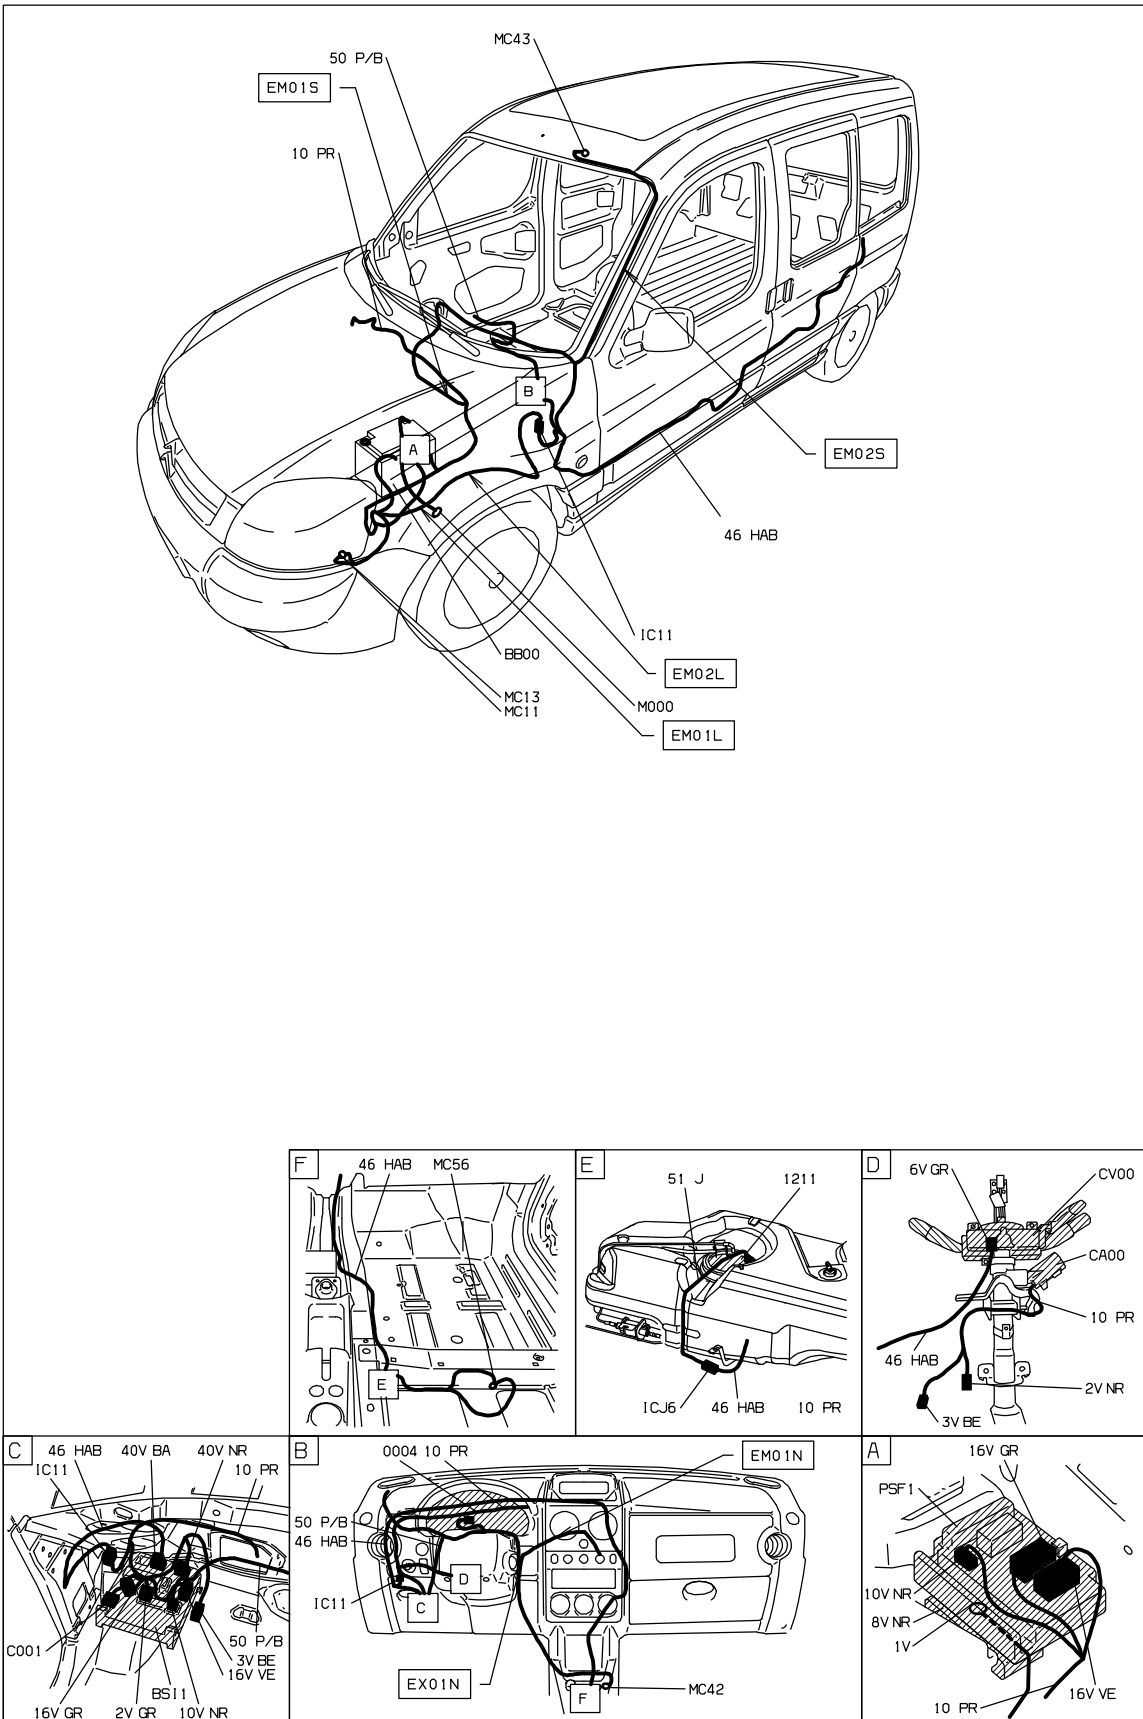 MC43
50 P/B
EM01S
10 PR
B
A
EM02S
46 HAB
IC11
BB00
EM02L
MC13
MC11
M000
EM01L
F
46 HAB MC56
E
E
51 J
1211
ICJ6
46 HAB
10 PR
D
6V GR
CV00
CA00
10 PR
46 HAB
2V NR
3V BE
C
46 HAB
40V BA
40V NR
IC11
10 PR
C001
50 P/B
3V BE
16V VE
BSI1
16V GR
2V GR
10V NR
B
0004 10 PR
EM01N
50 P/B
46 HAB
D
IC11
C
EX01N
F
MC42
A
16V GR
PSF1
10V NR
8V NR
1V
10 PR
16V VE